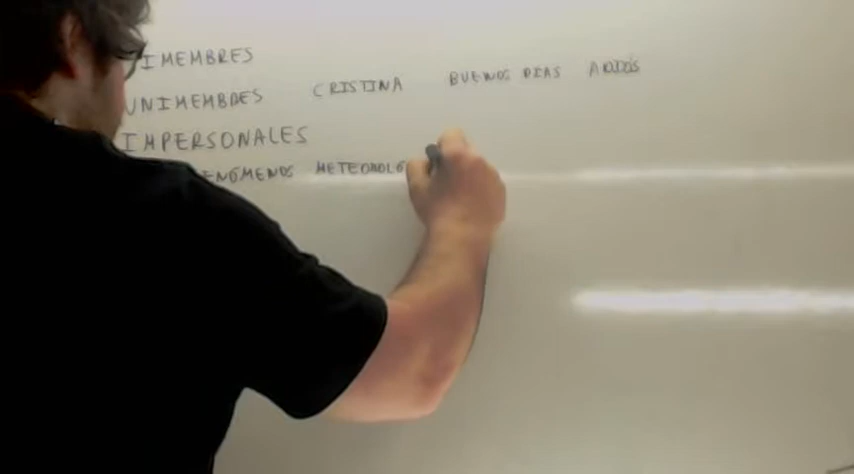 IMEMBRES
UNIMEMBRES CRISTINA BUENOS DIAS ADIÓS
IMPERSONALES
ENÓMENOS METEOROLÓ